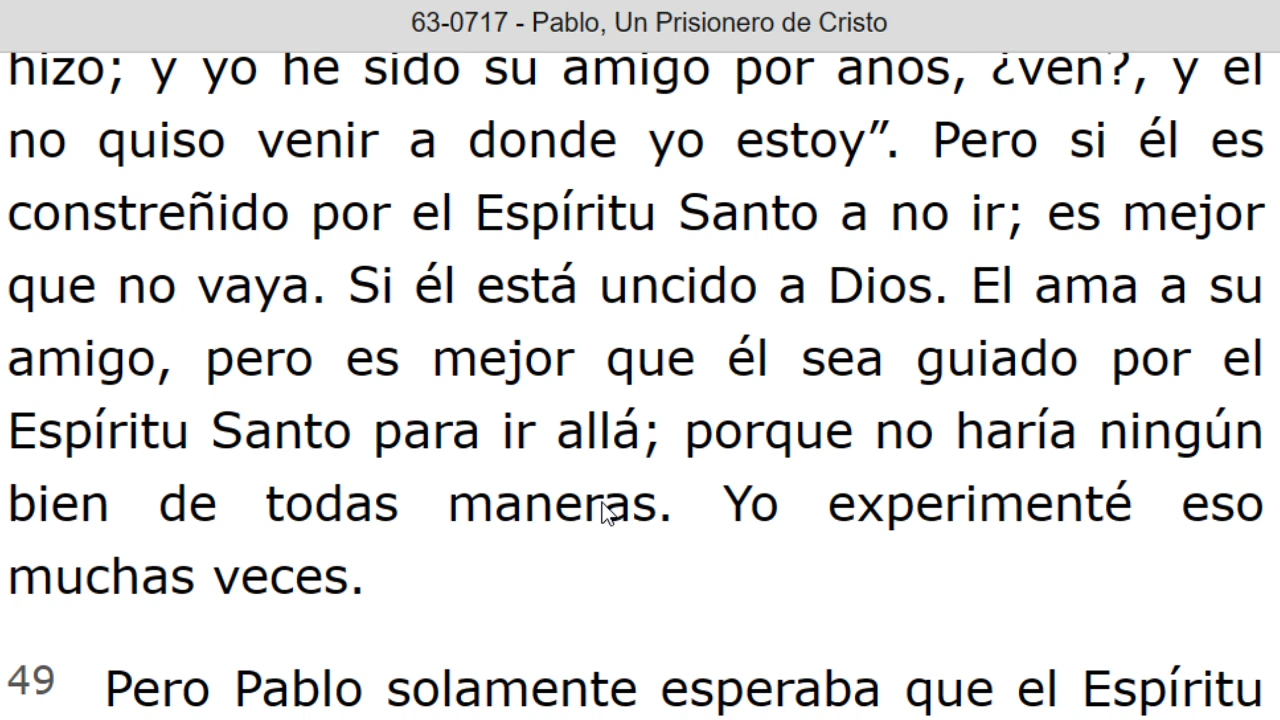 63-0717 - Pablo, Un Prisionero de Cristo
hizo; y yo he sido su amigo por años, ¿ven?, y él
no quiso venir a donde yo estoy”. Pero si él es
constreñido por el Espíritu Santo a no ir; es mejor
que no vaya. Si él está uncido a Dios. El ama a su
amigo, pero es mejor que él sea guiado por el
Espíritu Santo para ir allá; porque no haría ningún
bien de todas maneras. Yo experimenté eso
muchas veces.
49 Pero Pablo solamente esperaba que el Espíritu